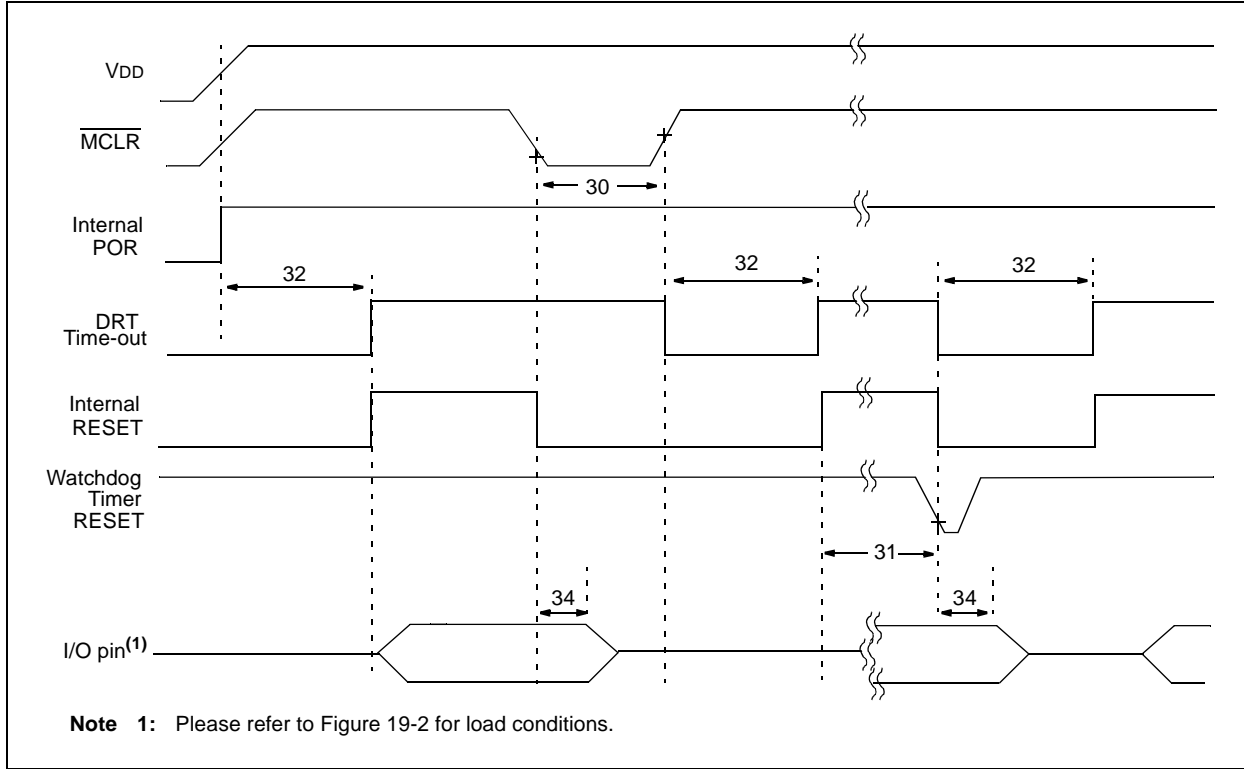 VDD
MCLR
30
Internal
POR
32
32
32
DRT
Time-out
Internal
RESET
Watchdog
Timer
RESET
31
34
34
I/O pin(1)
Note 1: Please refer to Figure 19-2 for load conditions.